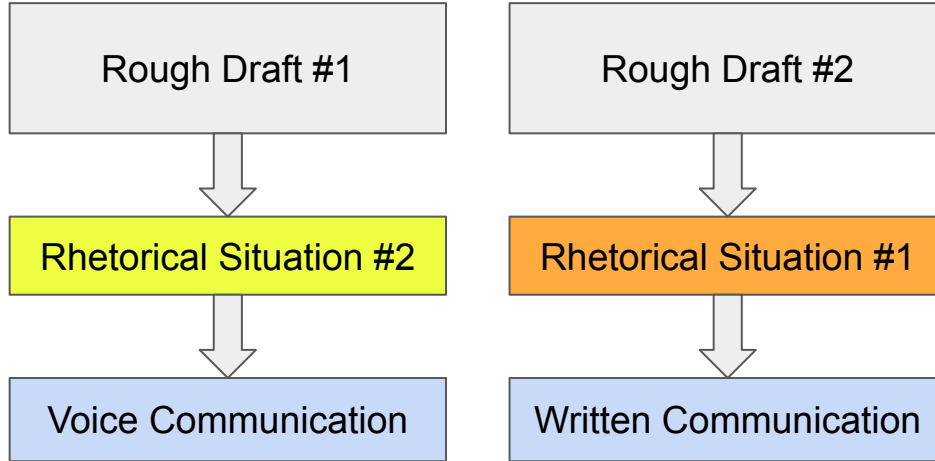 Rough Draft #1
Rough Draft #2
Rhetorical Situation #2
Rhetorical Situation #1
Voice Communication
Written Communication